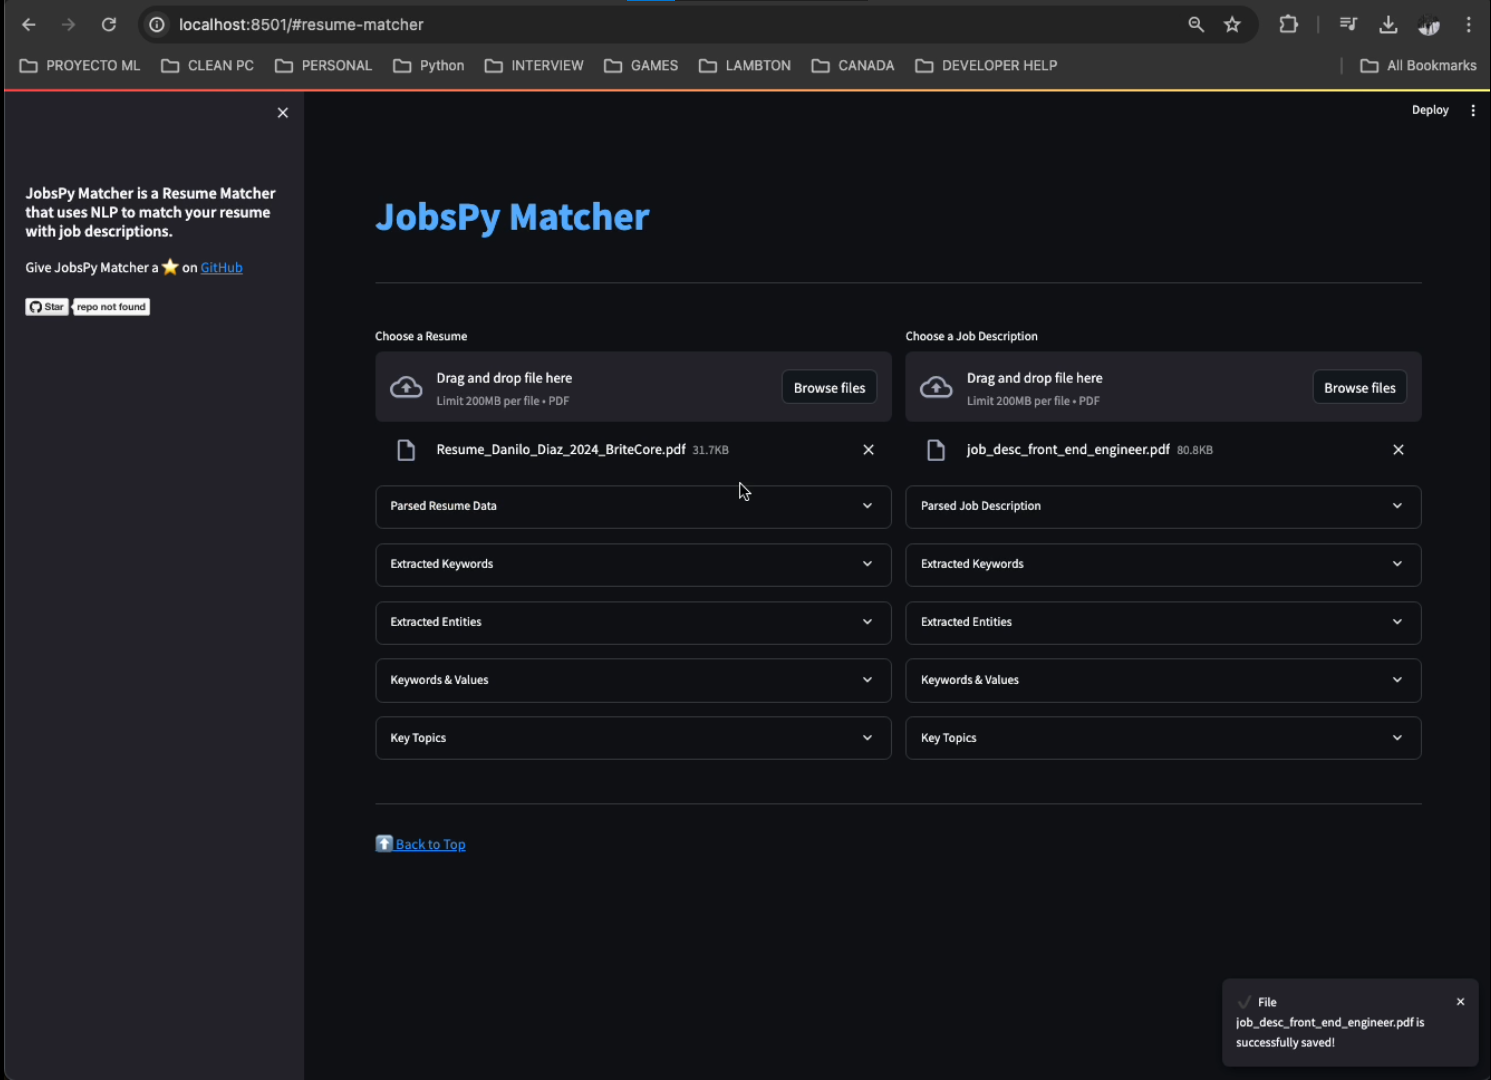 localhost:8501/#resume-matcher
PROYECTO ML CLEAN PC PERSONAL Python INTERVIEW GAMES LAMBTON CANADA DEVELOPER HELP All Bookmarks
Deploy
JobsPy Matcher is a Resume Matcher
that uses NLP to match your resume
with job descriptions.
Give JobsPy Matcher a ⭐ on GitHub
Star repo not found
JobsPy Matcher
Choose a Resume
Drag and drop file here
Limit 200MB per file • PDF
Browse files
Resume_Danilo_Diaz_2024_BriteCore.pdf 31.7KB
Parsed Resume Data
Extracted Keywords
Extracted Entities
Keywords & Values
Key Topics
Choose a Job Description
Drag and drop file here
Limit 200MB per file • PDF
Browse files
job_desc_front_end_engineer.pdf 80.8KB
Parsed Job Description
Extracted Keywords
Extracted Entities
Keywords & Values
Key Topics
Back to Top
File
job_desc_front_end_engineer.pdf is
successfully saved!